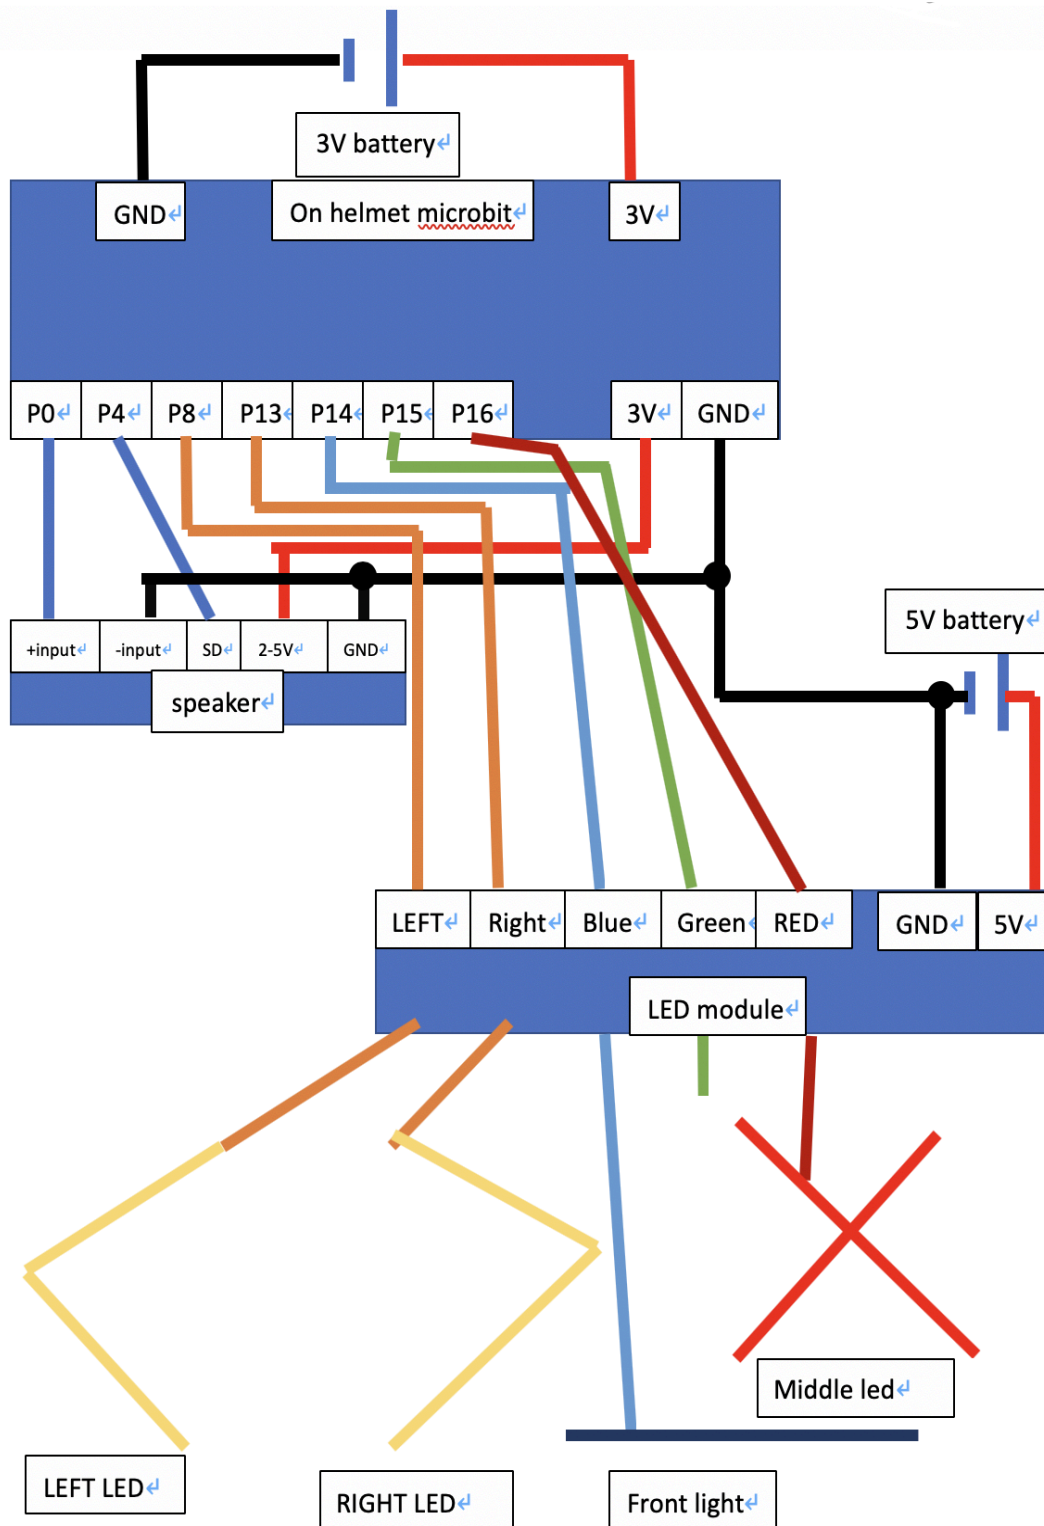 3V battery
GND
On helmet microbit
3V
P0
P4
P8
P13
P14
P15
P16
3V
GND
5V battery
+input
-input
SD
2-5V
GND
speaker
LEFT
Right
Blue
Green
RED
GND
5V
LED module
Middle led
LEFT LED
RIGHT LED
Front light